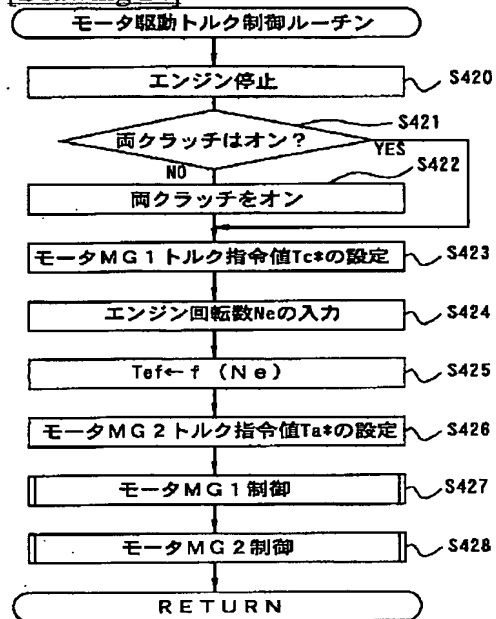 モータ駆動トルク制御ルーチン
エンジン停止
S420
両クラッチはオン?
S421
YES
NO
S422
両クラッチをオン
モータMG1トルク指令値Tc*の設定
S423
エンジン回転数Neの入力
S424
Tef←f (Ne)
S425
モータMG2トルク指令値Ta*の設定
S426
モータMG1制御
S427
モータMG2制御
S428
RETURN